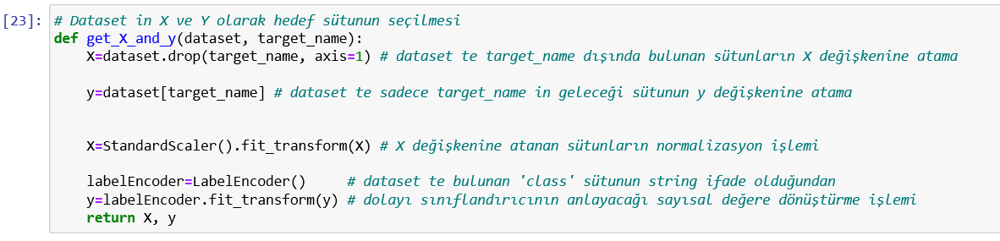 [23]: # Dataset in X ve Y olarak hedef sütunun seçilmesi
def get_X_and_y(dataset, target_name):
X=dataset.drop(target_name, axis=1) # dataset te target_name dışında bulunan sütunların X değişkenine atama
y=dataset[target_name] # dataset te sadece target_name in geleceği sütunun y değişkenine atama
X=StandardScaler().fit_transform(X) # X değişkenine atanan sütunların normalizasyon işlemi
labelEncoder=LabelEncoder() # dataset te bulunan 'class' sütunun string ifade olduğundan
y=labelEncoder.fit_transform(y) # dolayı sınıflandırıcının anlayacağı sayısal değere dönüştürme işlemi
return X, y